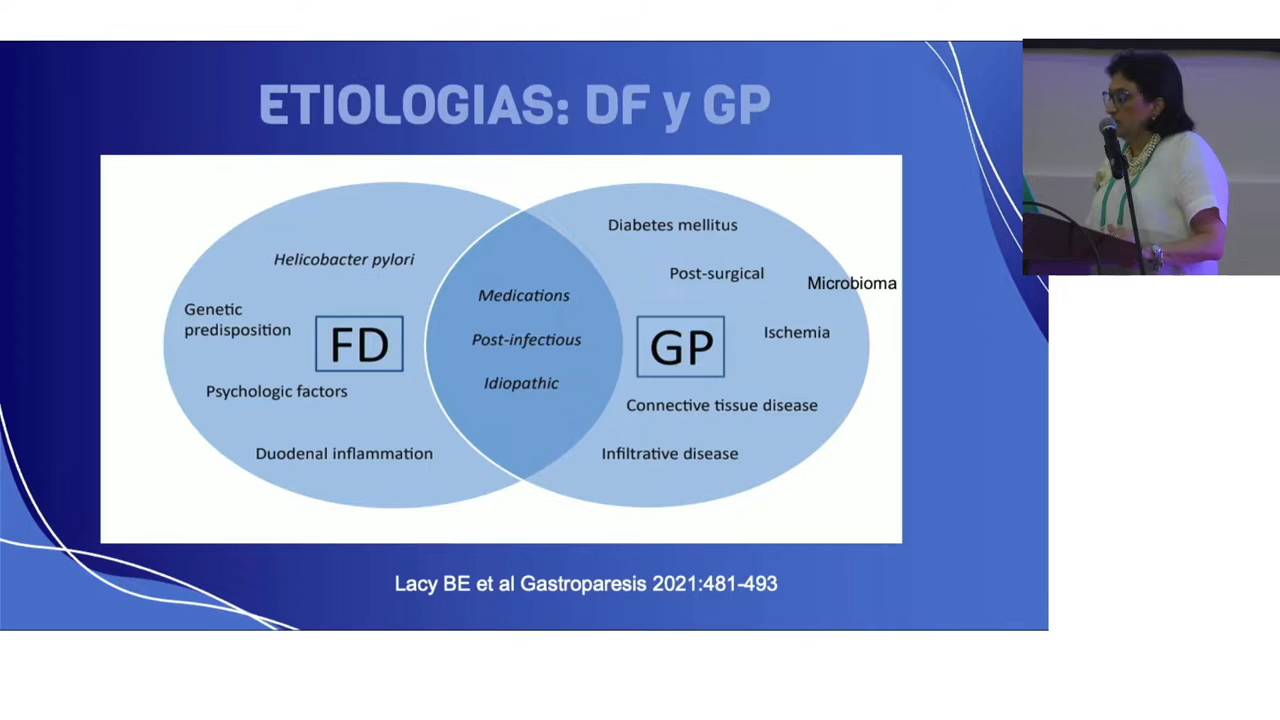 ETIOLOGIAS: DF y GP
Helicobacter pylori
Genetic
predisposition
FD
Psychologic factors
Duodenal inflammation
Medications
Post-infectious
Idiopathic
Diabetes mellitus
Post-surgical
Microbioma
Ischemia
GP
Connective tissue disease
Infiltrative disease
Lacy BE et al Gastroparesis 2021:481-493